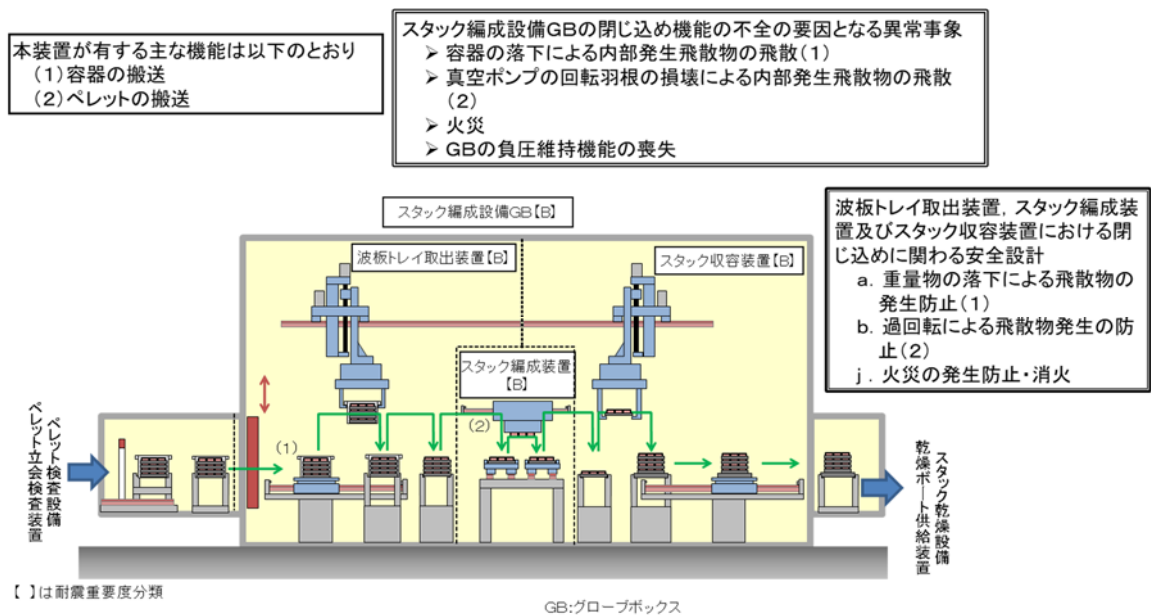 本装置が有する主な機能は以下のとおり
（１）容器の搬送
（２）ペレットの搬送
スタック編成設備GBの閉じ込め機能の不全の要因となる異常事象
➢ 容器の落下による内部発生飛散物の飛散（１）
➢ 真空ポンプの回転羽根の損壊による内部発生飛散物の飛散
（２）
➢ 火災
➢ GBの負圧維持機能の喪失
波板トレイ取出装置，スタック編成装
置及びスタック収容装置における閉
じ込めに関わる安全設計
a．重量物の落下による飛散物の
発生防止（１）
b．過回転による飛散物発生の防
止（２）
j．火災の発生防止・消火
スタック編成設備GB【B】
波板トレイ取出装置【B】
スタック収容装置【B】
スタック編成装置
【B】
（１）
（２）
ペレット検査設備
ペレット立会検査装置
スタック乾燥設備
乾燥ボート供給装置
【 】は耐震重要度分類
GB:グローブボックス